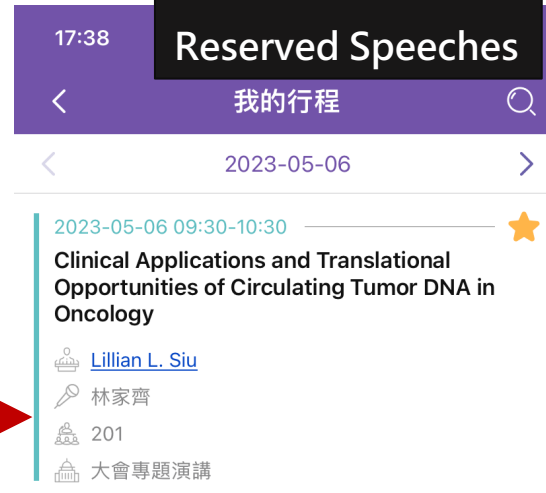 17:38
Reserved Speeches
我的行程
2023-05-06
2023-05-06 09:30-10:30
Clinical Applications and Translational
Opportunities of Circulating Tumor DNA in
Oncology
Lillian L. Siu
林家齊
201
大會專題演講